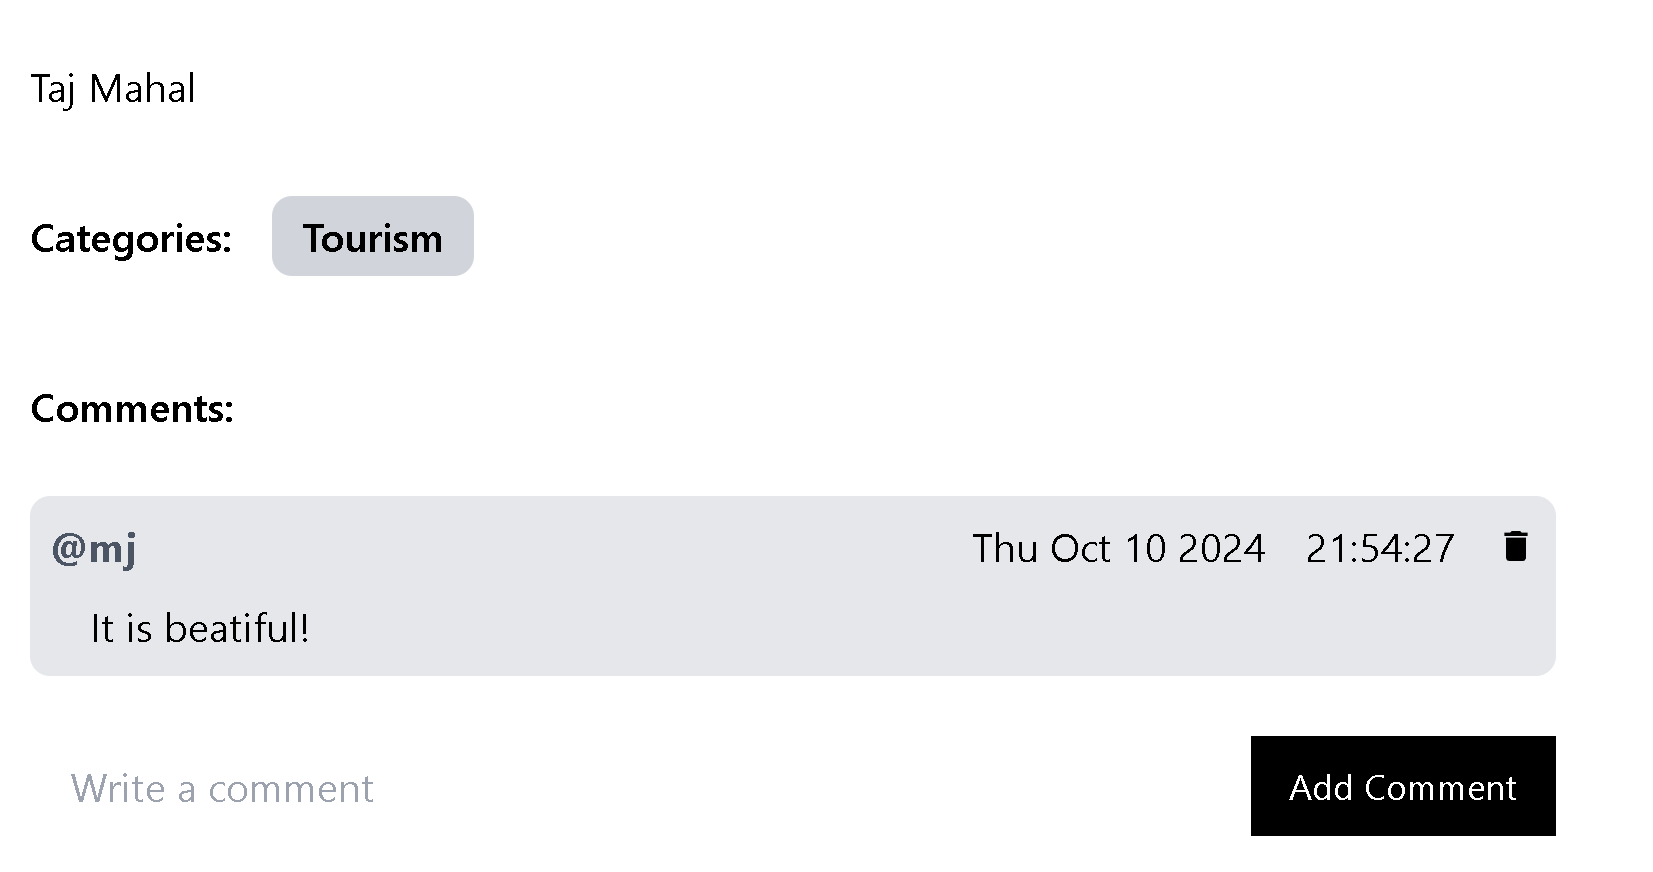 Taj Mahal
Categories: Tourism
Comments:
@mj Thu Oct 10 2024 21:54:27
It is beatiful!
Write a comment Add Comment